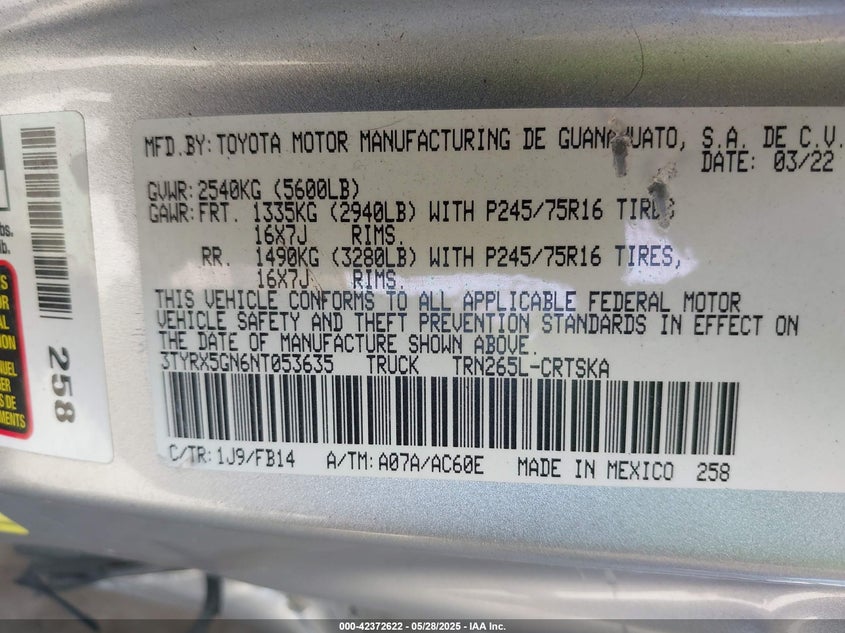 MFD.BY: TOYOTA MOTOR MANUFACTURING DE GUANAJUATO, S.A. DE C.V.
DATE: 03/22
GVWR: 2540KG (5600LB)
GAWR: FRT. 1335KG (2940LB) WITH P245/75R16 TIRES
16X7J RIMS.
RR. 1490KG (3280LB) WITH P245/75R16 TIRES,
16X7J RIMS.
THIS VEHICLE CONFORMS TO ALL APPLICABLE FEDERAL MOTOR
VEHICLE SAFETY AND THEFT PREVENTION STANDARDS IN EFFECT ON
THE DATE OF MANUFACTURE SHOWN ABOVE.
3TYRX5GN6NT053635 TRUCK TRN265L-CRTSKA
C/TR: 1J9/FB14 A/TM: A07A/AC60E MADE IN MEXICO 258
258
lbs.
lb.
000-42372622 | 05/28/2025 - IAA Inc.